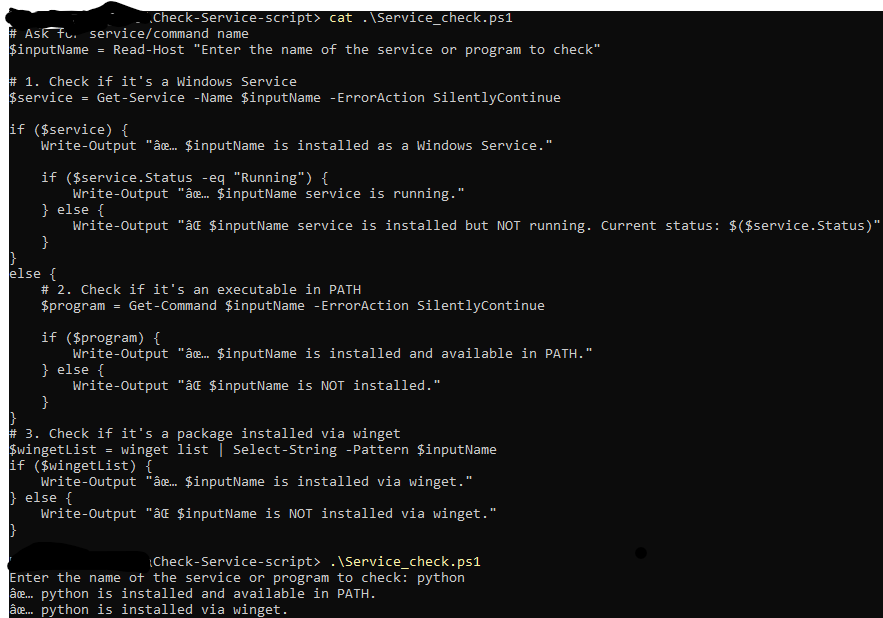 \Check-Service-script> cat .\Service_check.ps1
# Ask for service/command name
$inputName = Read-Host "Enter the name of the service or program to check"

# 1. Check if it's a Windows Service
$service = Get-Service -Name $inputName -ErrorAction SilentlyContinue

if ($service) {
    Write-Output "âœ… $inputName is installed as a Windows Service."

    if ($service.Status -eq "Running") {
        Write-Output "âœ… $inputName service is running."
    } else {
        Write-Output "âŒ $inputName service is installed but NOT running. Current status: $($service.Status)"
    }
}
else {
    # 2. Check if it's an executable in PATH
    $program = Get-Command $inputName -ErrorAction SilentlyContinue

    if ($program) {
        Write-Output "âœ… $inputName is installed and available in PATH."
    } else {
        Write-Output "âŒ $inputName is NOT installed."
    }
}
# 3. Check if it's a package installed via winget
$wingetList = winget list | Select-String -Pattern $inputName
if ($wingetList) {
    Write-Output "âœ… $inputName is installed via winget."
} else {
    Write-Output "âŒ $inputName is NOT installed via winget."
}

\Check-Service-script> .\Service_check.ps1
Enter the name of the service or program to check: python
âœ… python is installed and available in PATH.
âœ… python is installed via winget.